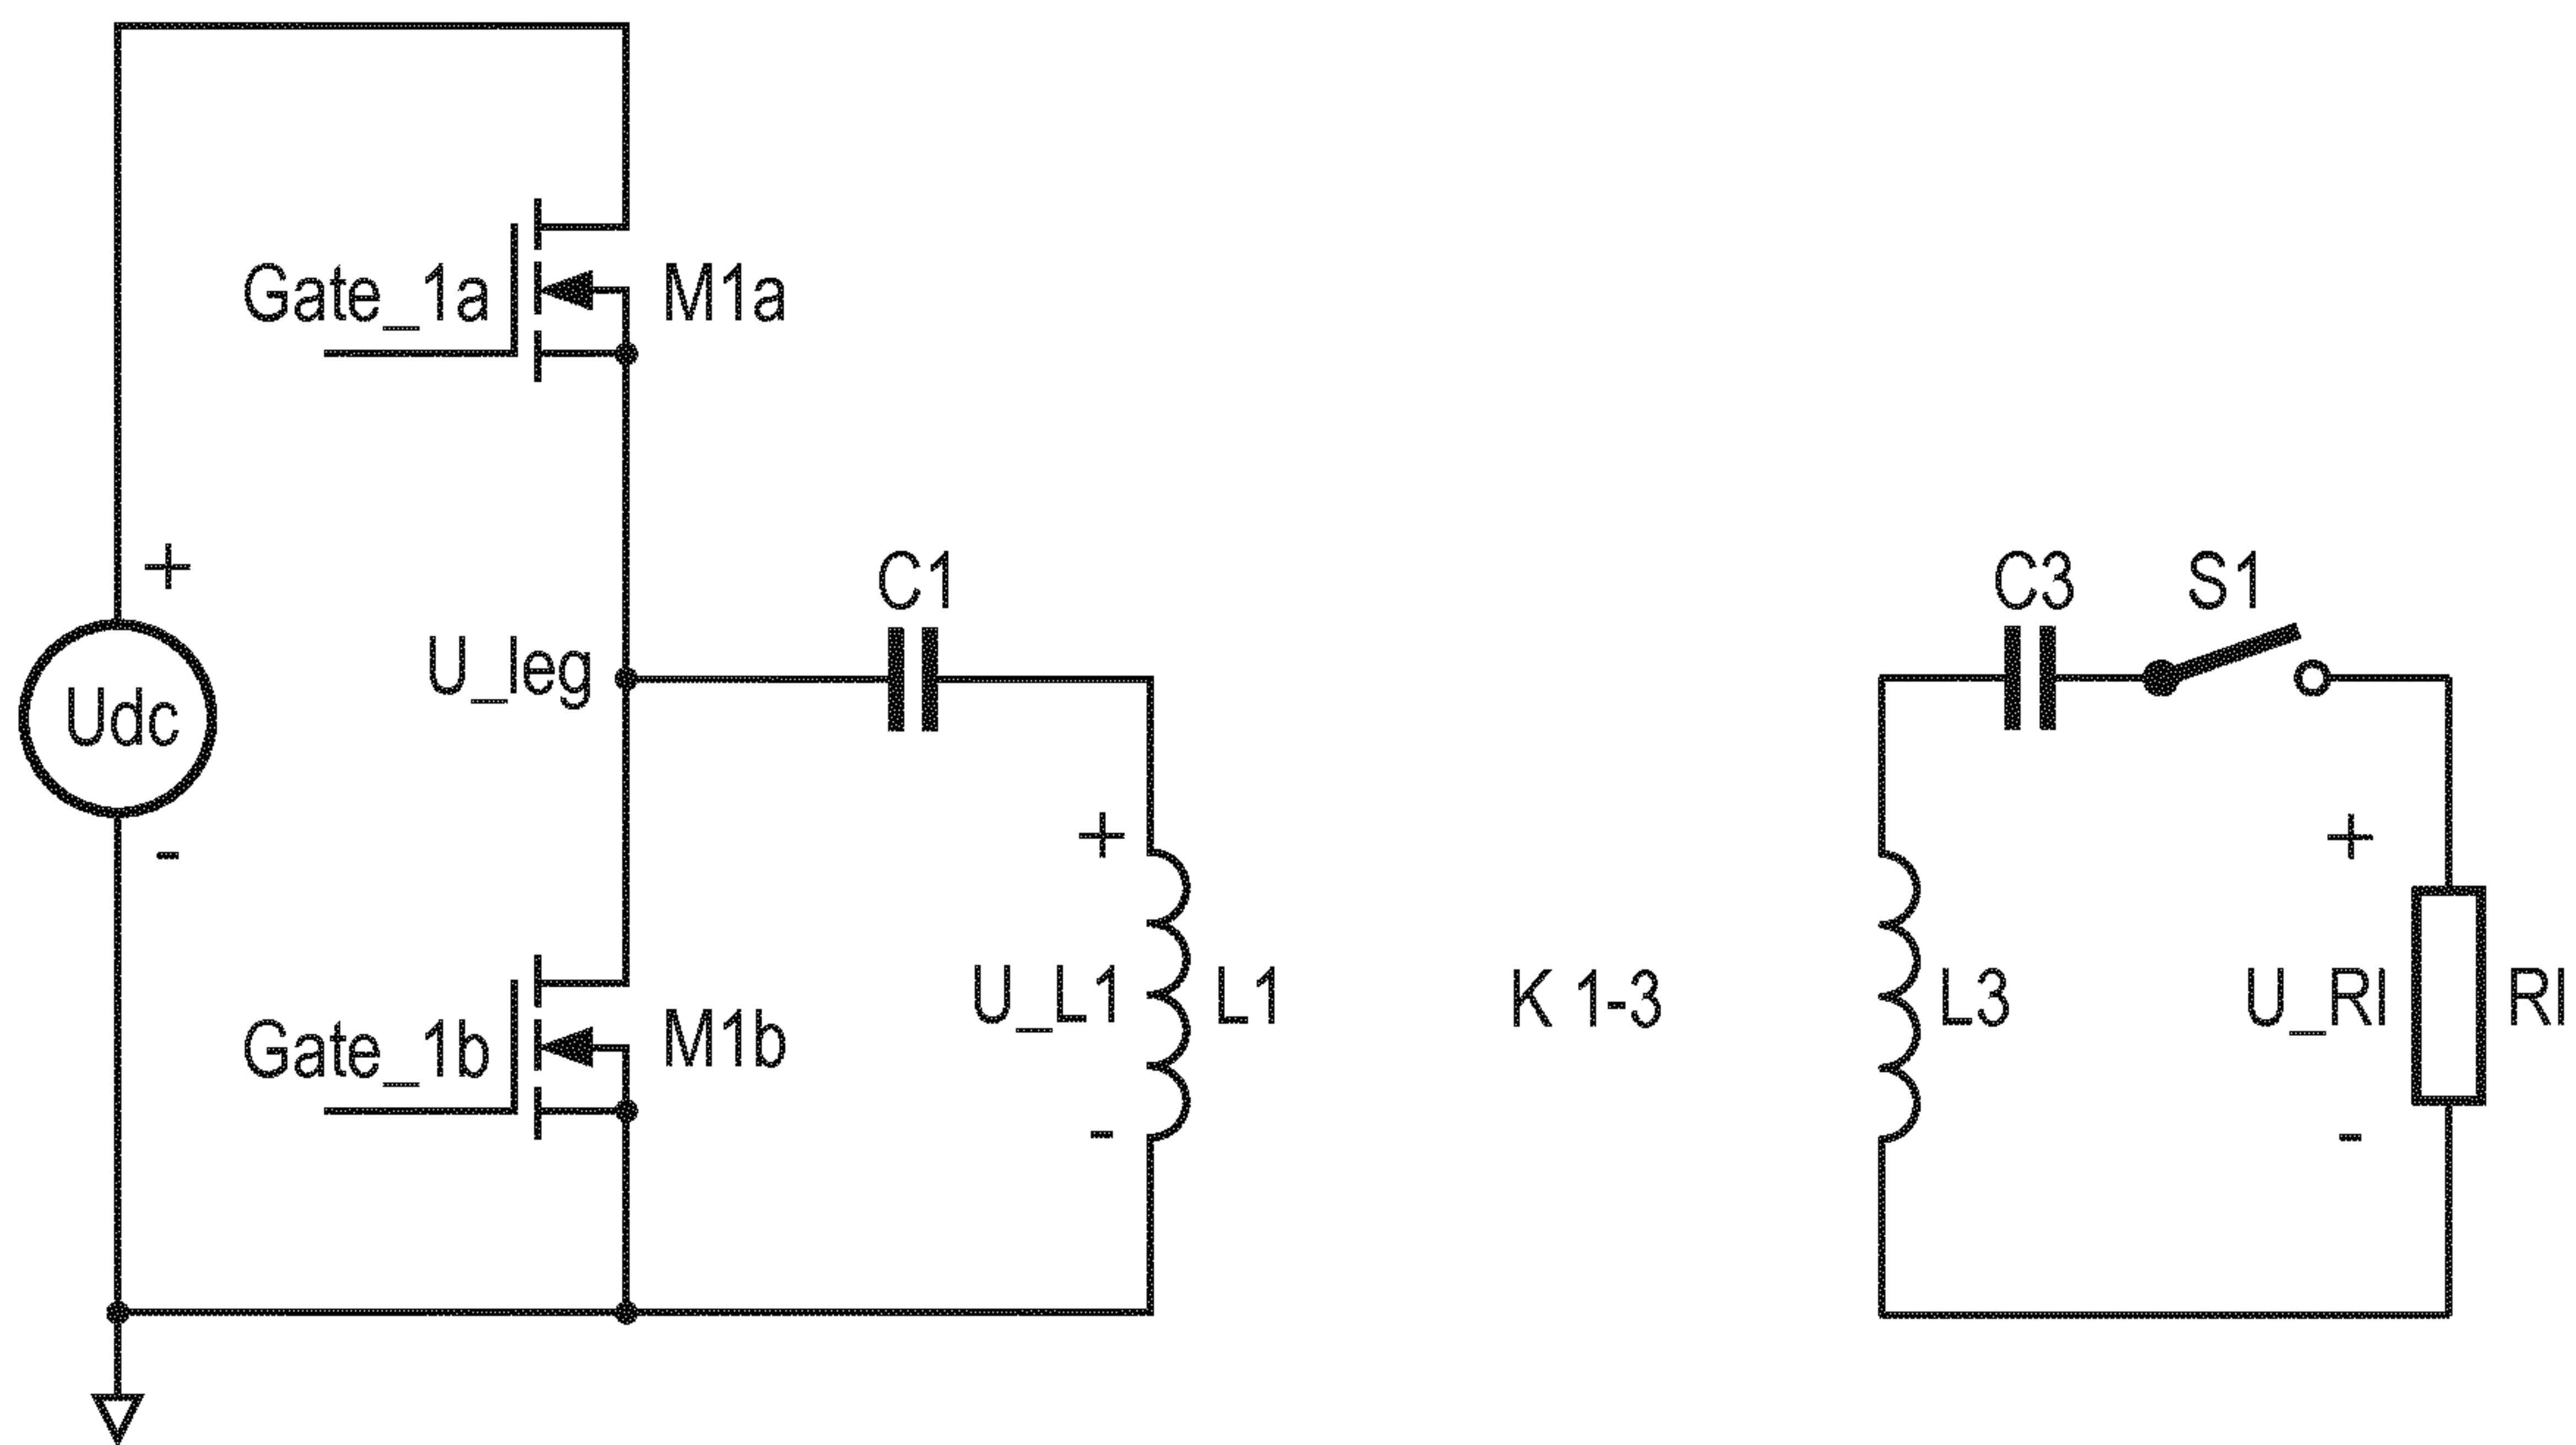 Gate_1a
M1a
+
Udc
-
U_leg
C1
C3
S1
+
U_L1
-
L1
K 1-3
L3
+
U_Rl
-
Rl
Gate_1b
M1b